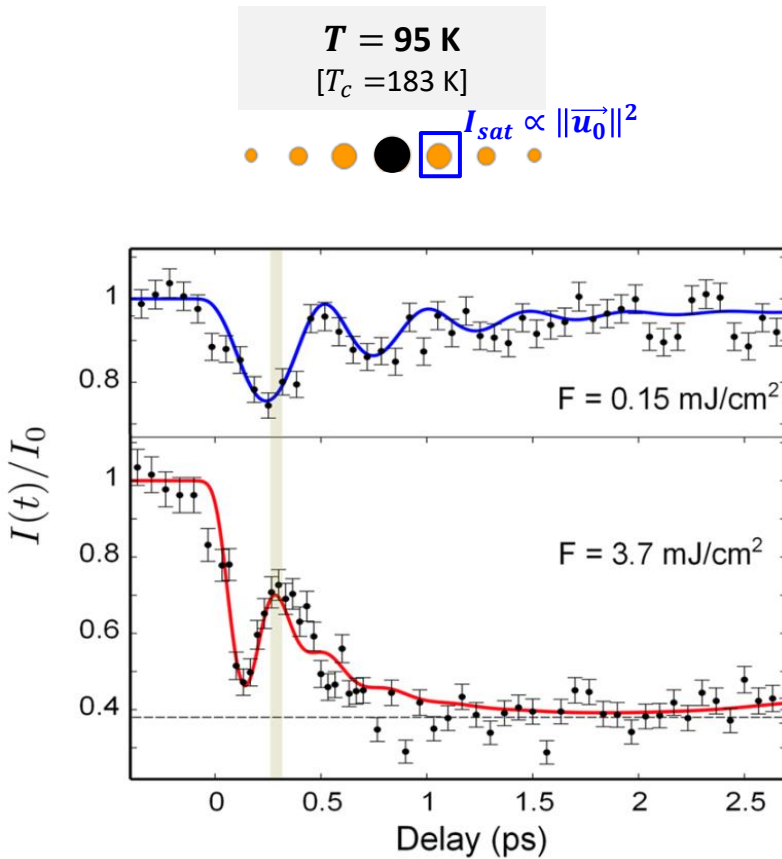 T = 95 K
[T_c =183 K]
I_sat ∝ ‖u⃗_0‖²
1
0.8
F = 0.15 mJ/cm²
I(t)/I_0
1
0.8
F = 3.7 mJ/cm²
0.6
0.4
0 0.5 1 1.5 2 2.5
Delay (ps)